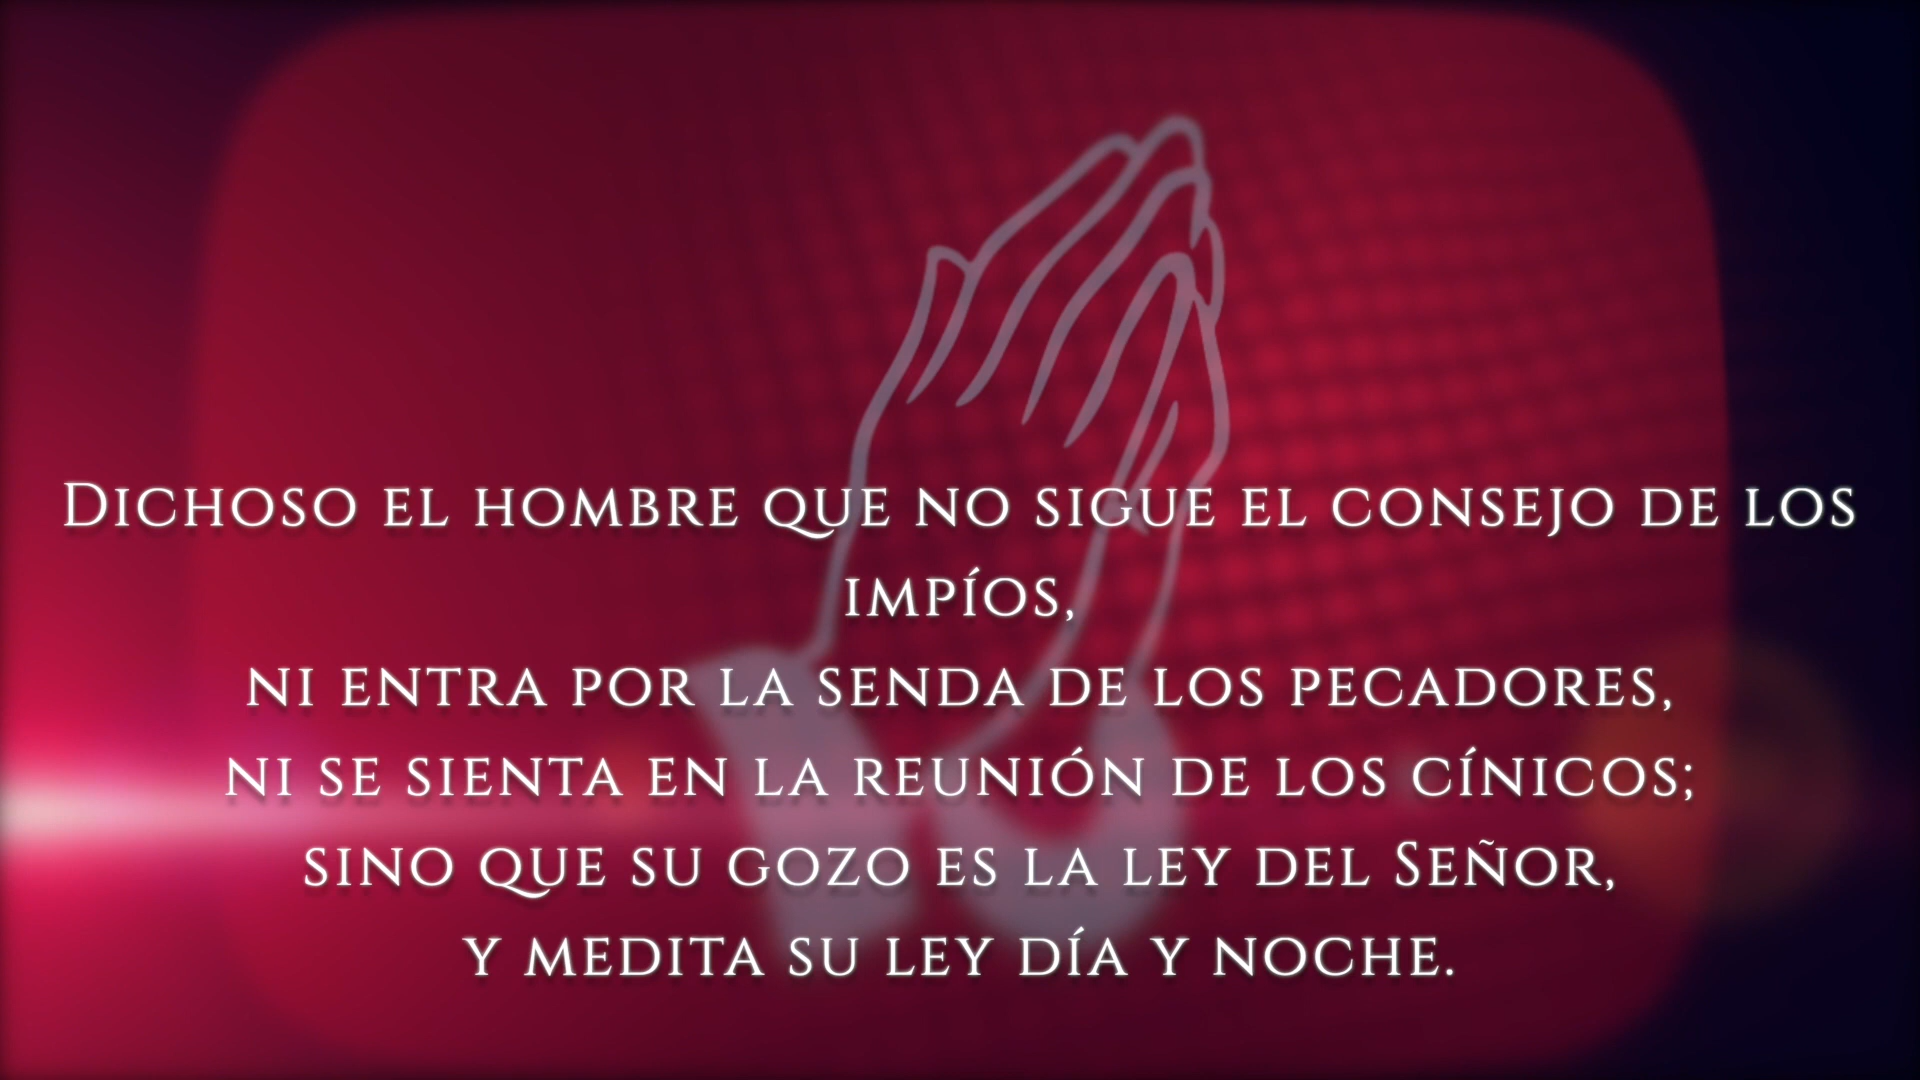 Dichoso el hombre que no sigue el consejo de los
impíos,
ni entra por la senda de los pecadores,
ni se sienta en la reunión de los cínicos;
sino que su gozo es la ley del Señor,
y medita su ley día y noche.